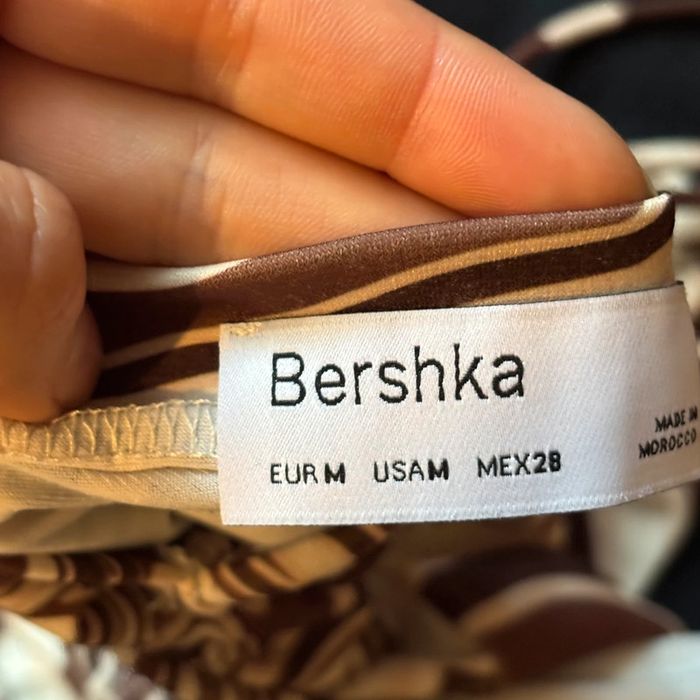 Bershka
EUR M USA M MEX 28
MADE IN
MOROCCO